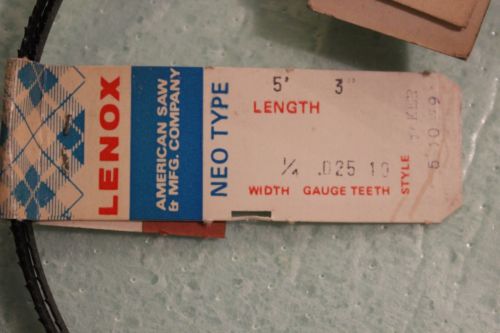 LENOX
AMERICAN SAW
& MFG. COMPANY
NEO TYPE
5' 3"
LENGTH
1/4 .025 10
WIDTH GAUGE TEETH
STYLE